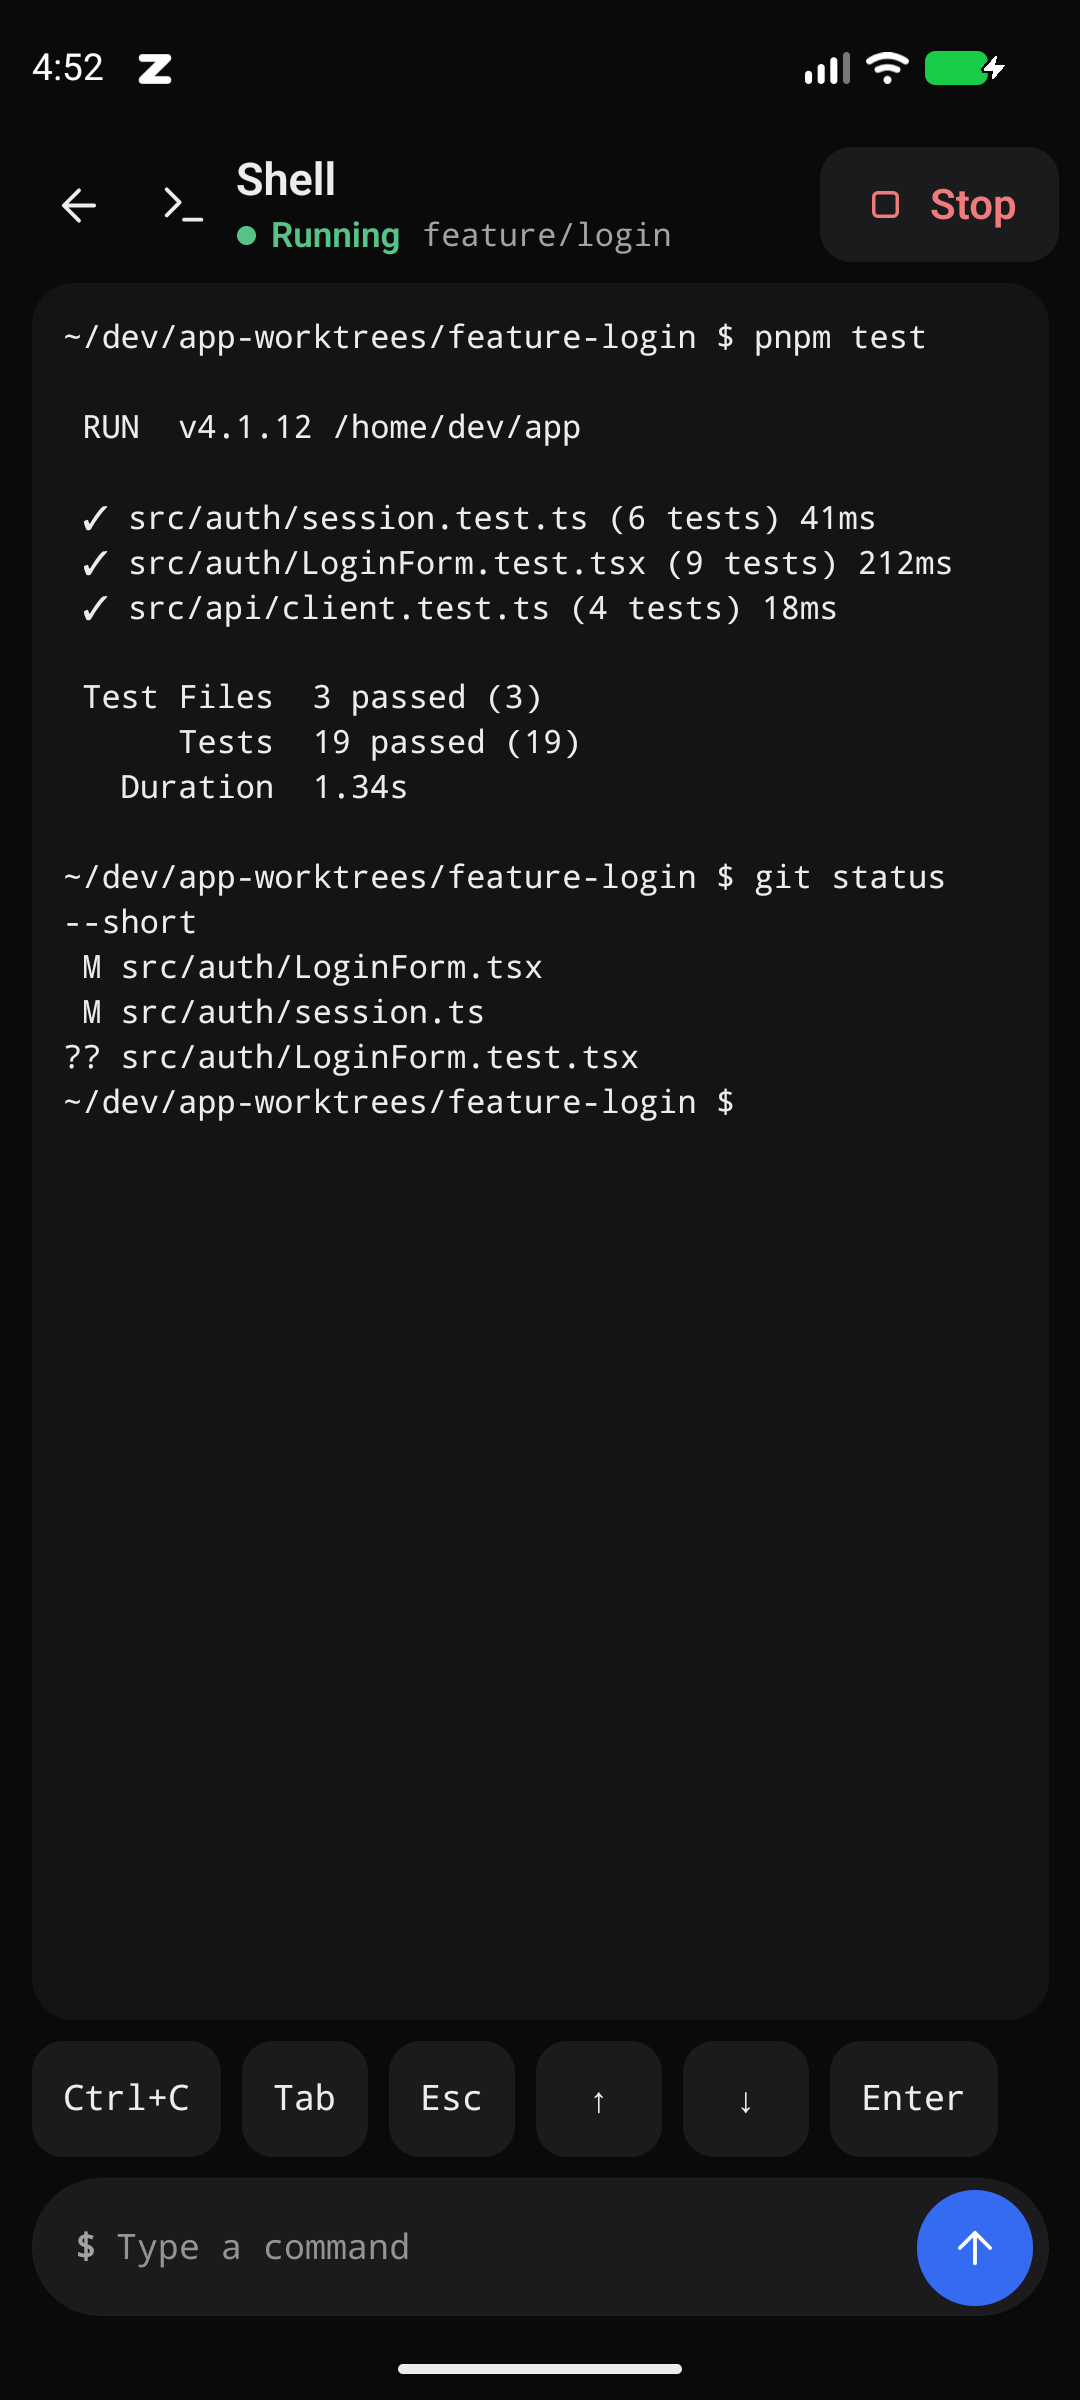 4:52
Shell
Running feature/login
Stop
~/dev/app-worktrees/feature-login $ pnpm test
RUN  v4.1.12 /home/dev/app
✓ src/auth/session.test.ts (6 tests) 41ms
✓ src/auth/LoginForm.test.tsx (9 tests) 212ms
✓ src/api/client.test.ts (4 tests) 18ms
Test Files  3 passed (3)
Tests  19 passed (19)
Duration  1.34s
~/dev/app-worktrees/feature-login $ git status
--short
M src/auth/LoginForm.tsx
M src/auth/session.ts
?? src/auth/LoginForm.test.tsx
~/dev/app-worktrees/feature-login $
Ctrl+C Tab Esc ↑ ↓ Enter
$ Type a command